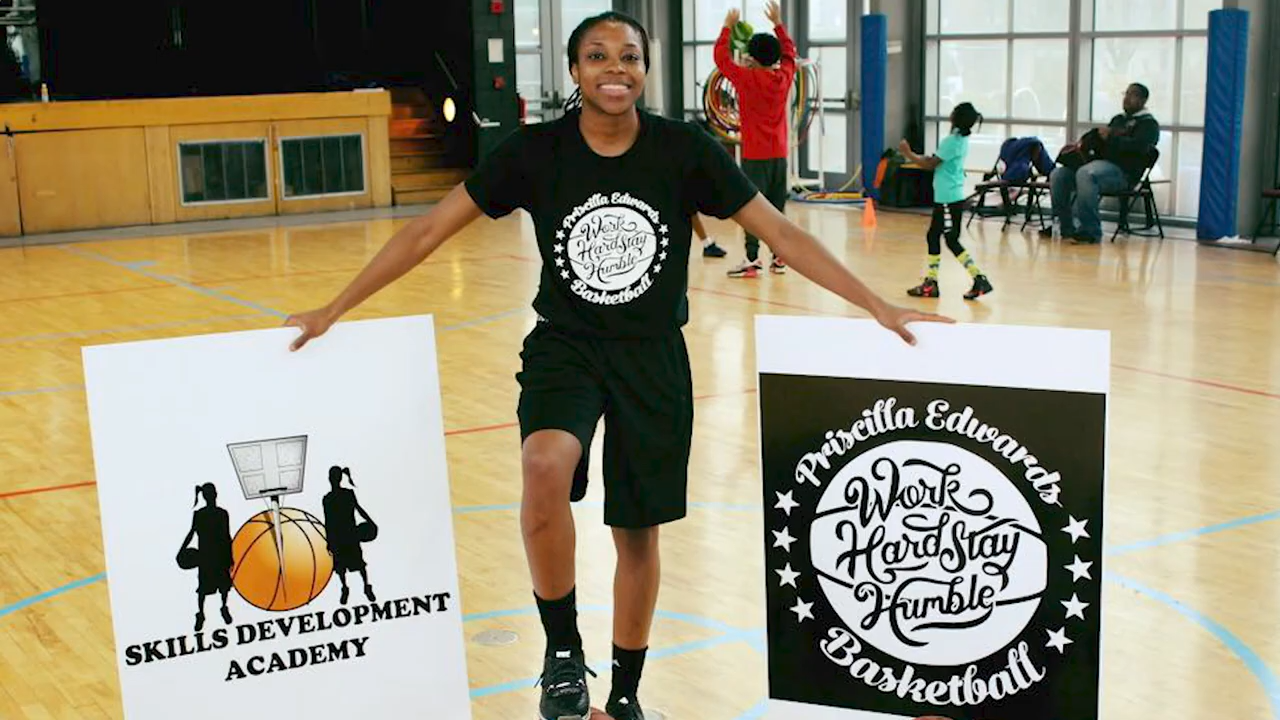 Priscilla Edwards
Work
Hard Stay
Humble
Basketball
SKILLS DEVELOPMENT
ACADEMY
Priscilla Edwards
Work
Hard Stay
Humble
Basketball